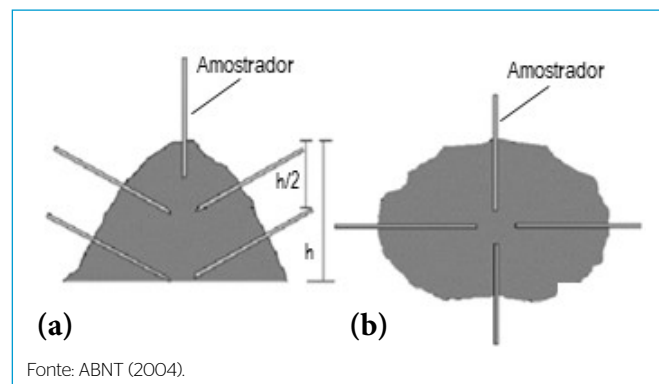 Amostrador
Amostrador
h/2
h
(a)
(b)
Fonte: ABNT (2004).